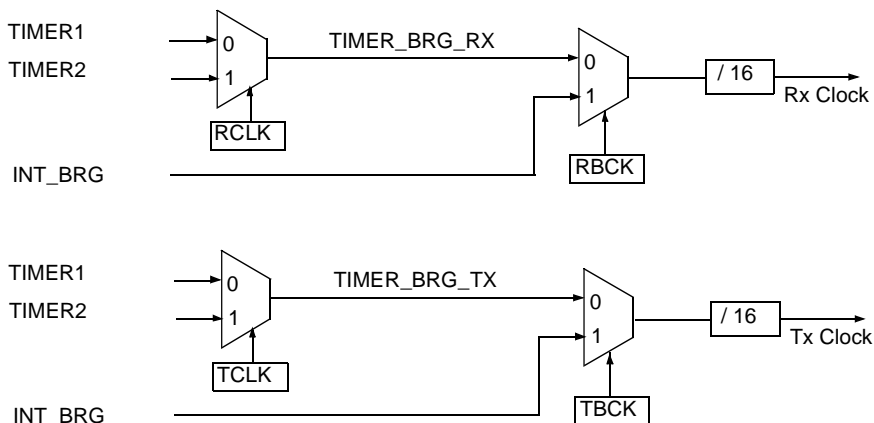 TIMER1
0
TIMER_BRG_RX
TIMER2
1
0
1
/ 16
Rx Clock
RCLK
INT_BRG
RBCK
TIMER1
0
TIMER_BRG_TX
TIMER2
1
0
1
/ 16
Tx Clock
TCLK
INT_BRG
TBCK